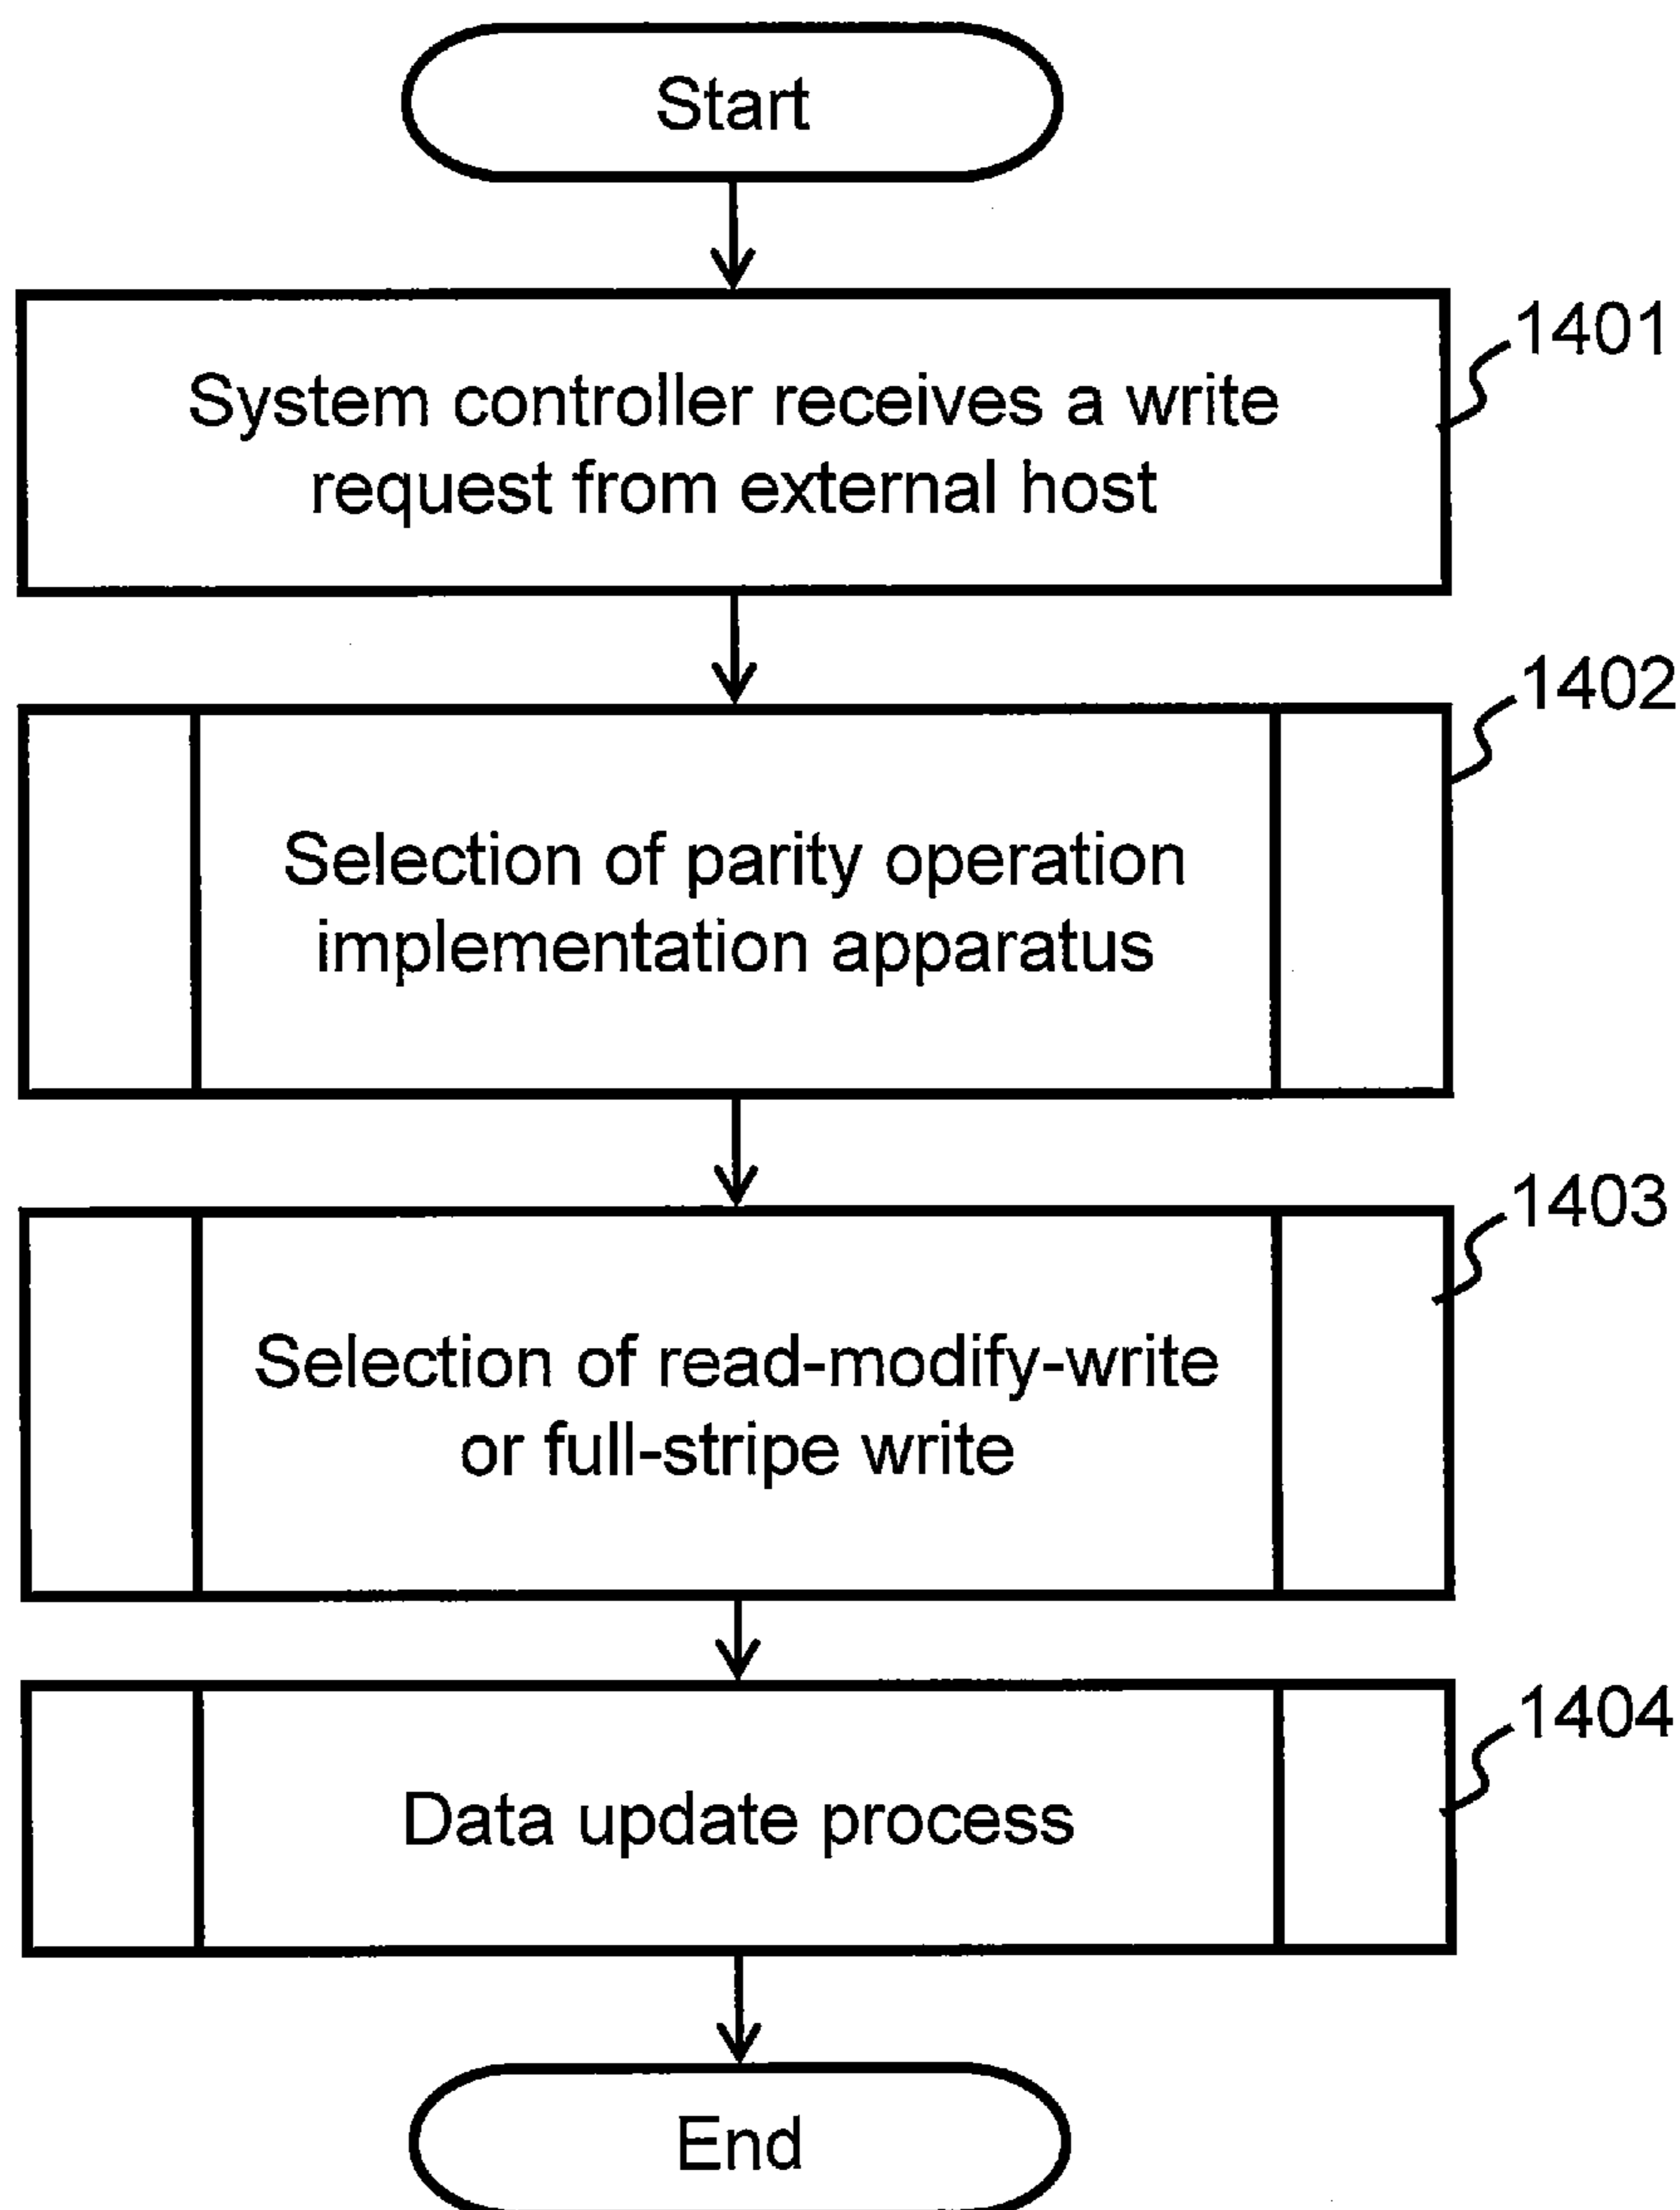 Start
1401
System controller receives a write
request from external host
1402
Selection of parity operation
implementation apparatus
1403
Selection of read-modify-write
or full-stripe write
1404
Data update process
End